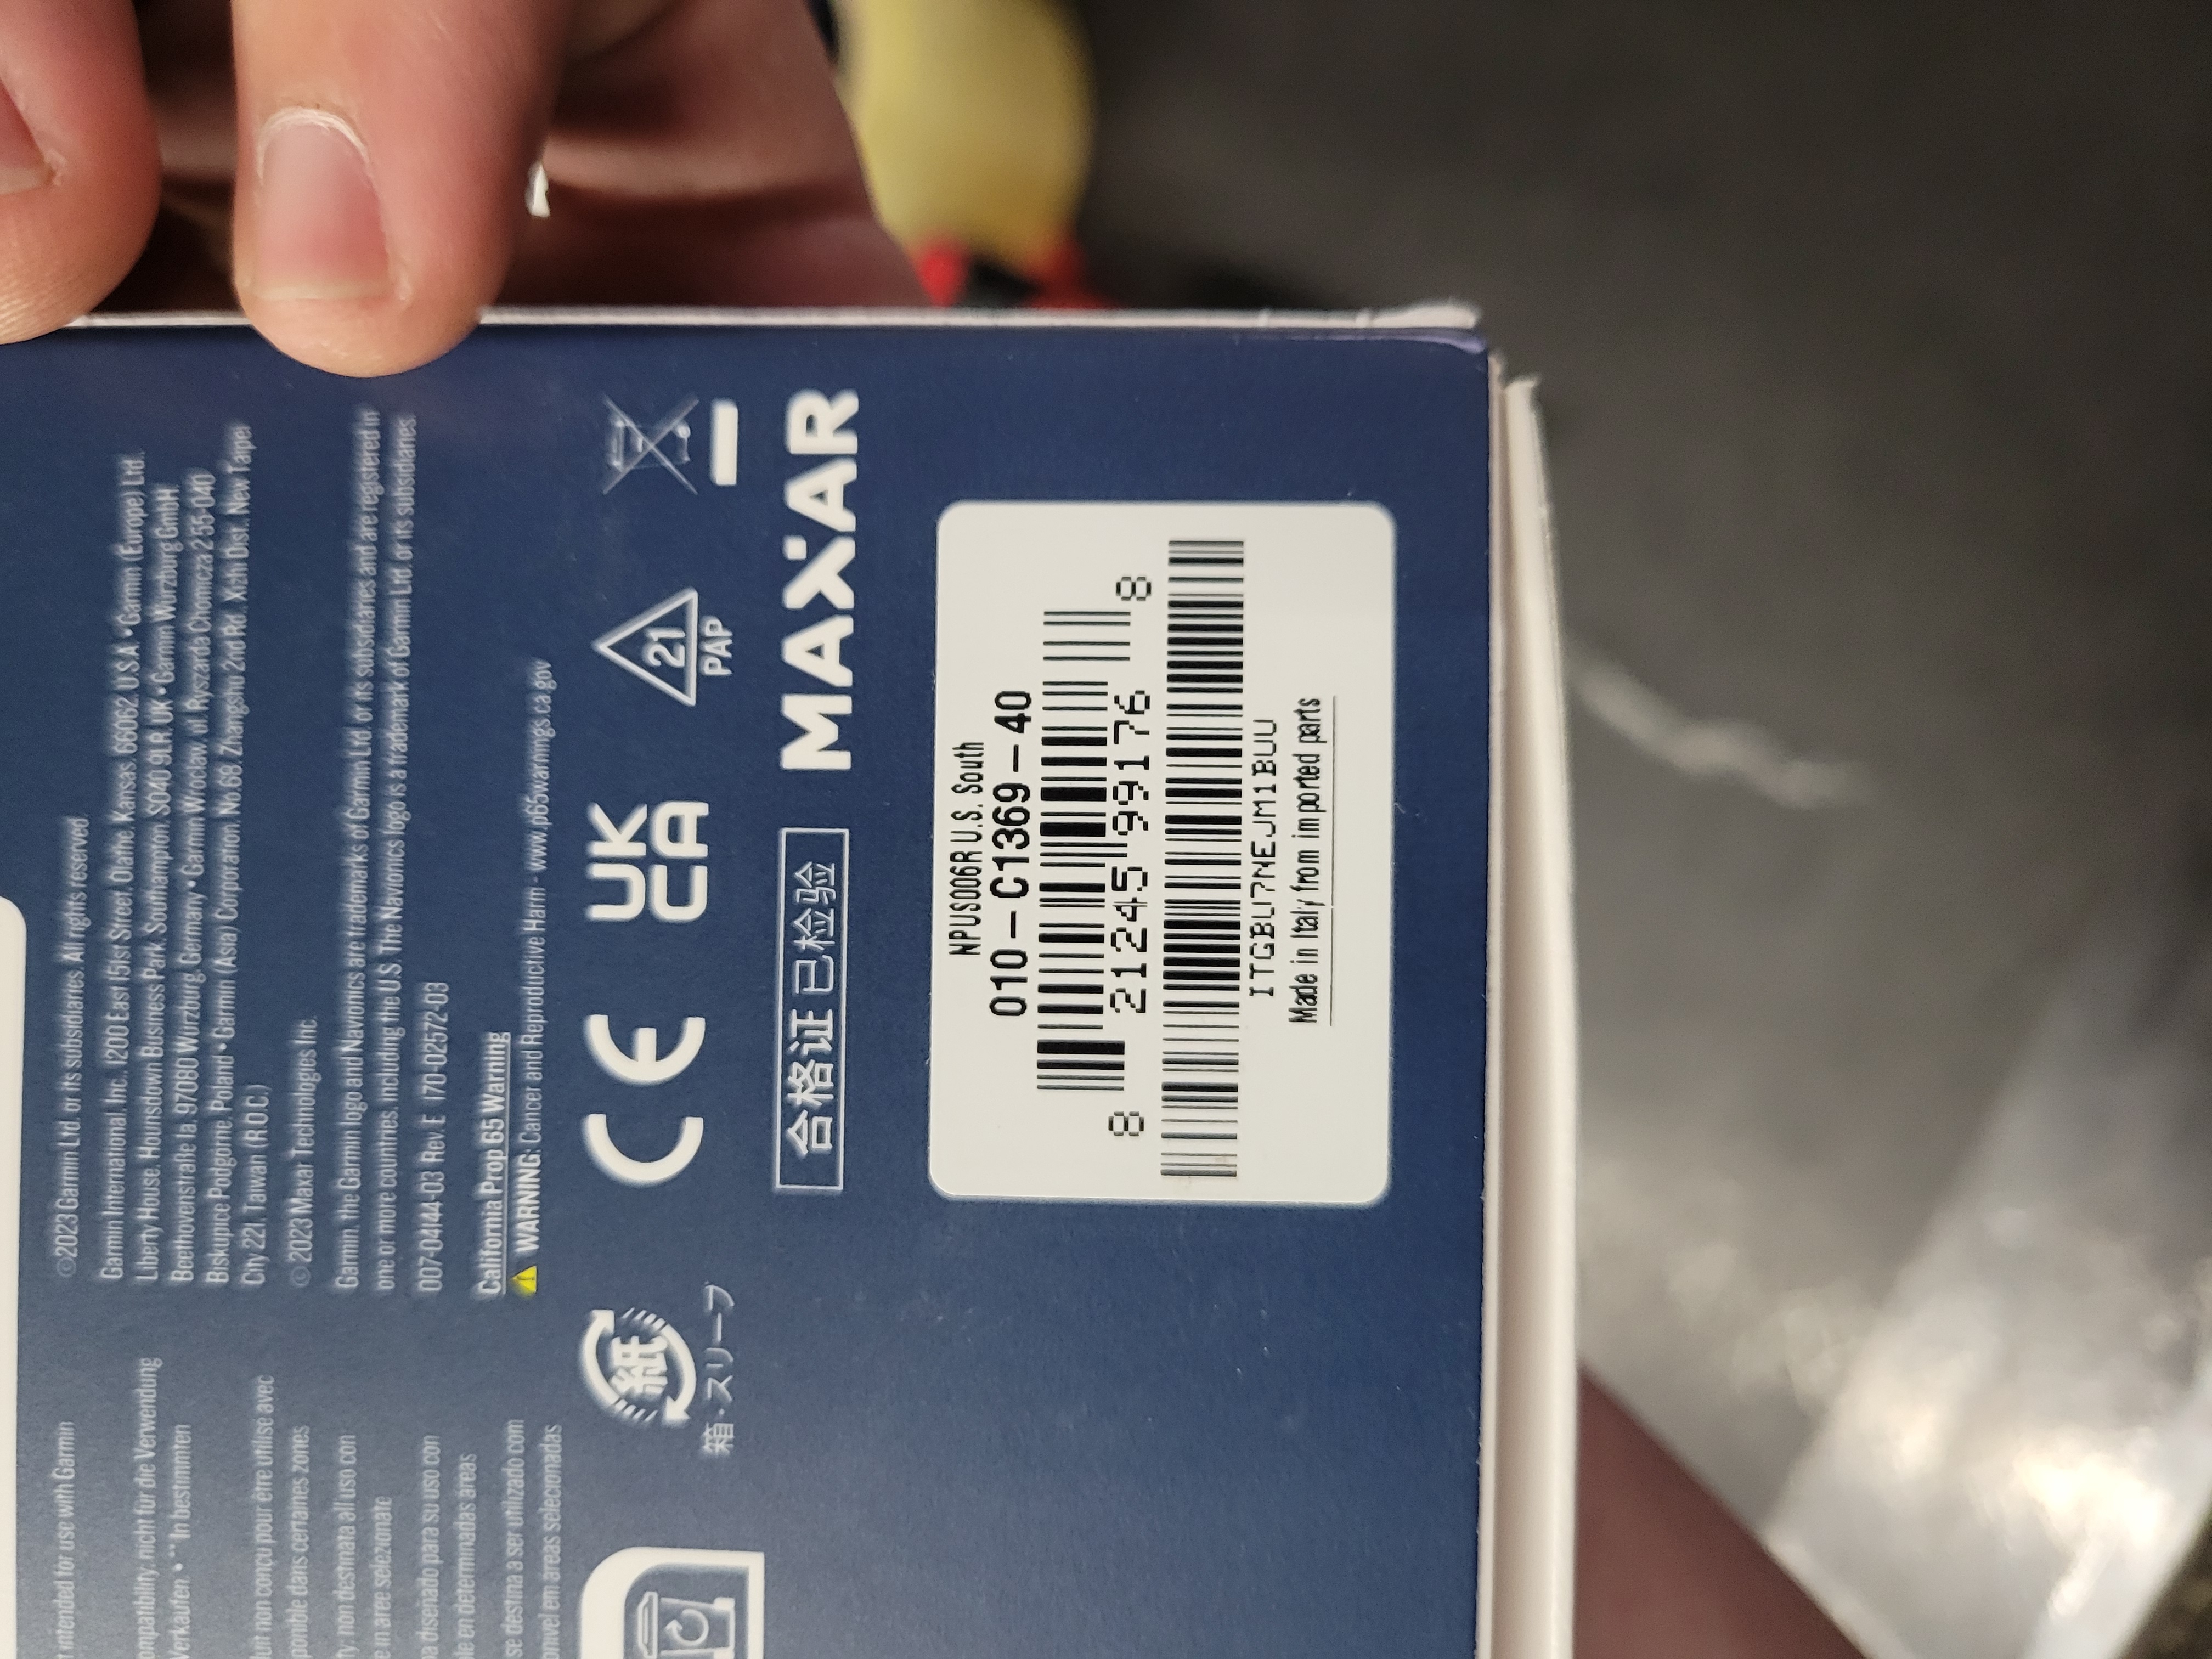 ©2023 Garmin Ltd. or its subsidiaries. All rights reserved.
Garmin International, Inc. 1200 East 151st Street, Olathe, Kansas, 66062, U.S.A. • Garmin (Europe) Ltd.,
Liberty House, Hounsdown Business Park, Southampton, SO40 9LR, UK • Garmin Würzburg GmbH,
Beethovenstraße 1a, 97080 Würzburg, Germany • Garmin Wroclaw, ul Ryszarda Chomicza 2 55-040
Biskupice Podgórne, Poland • Garmin (Asia) Corporation, No.68, Zhangshu 2nd Rd. Xizhi Dist. New Taipei
City 221, Taiwan (R.O.C.)
©2023 Maxar Technologies Inc.
Garmin, the Garmin logo and Navionics are trademarks of Garmin Ltd. or its subsidiaries and are registered in
one or more countries, including the U.S. The Navionics logo is a trademark of Garmin Ltd. or its subsidiaries.
007-04144-03 Rev. E 170-02572-03
California Prop 65 Warning
WARNING: Cancer and Reproductive Harm - www.p65warnings.ca.gov
intended for use with Garmin
nicht für die Verwendung
verkaufen. • **In bestimmten
non conçu pour être utilisé avec
dans certaines zones
non destinata all'uso con
in aree selezionate
diseñado para su uso con
en determinadas áreas
se destina a ser utilizado com
em áreas selecionadas
紙
箱・スリーブ
CE
UK
CA
21
PAP
合格证 已检验
MAXAR
NPUS006R U.S. South
010-C1369-40
8 21245 99176 8
ITGBLI7NEJM11BUU
Made in Italy from imported parts